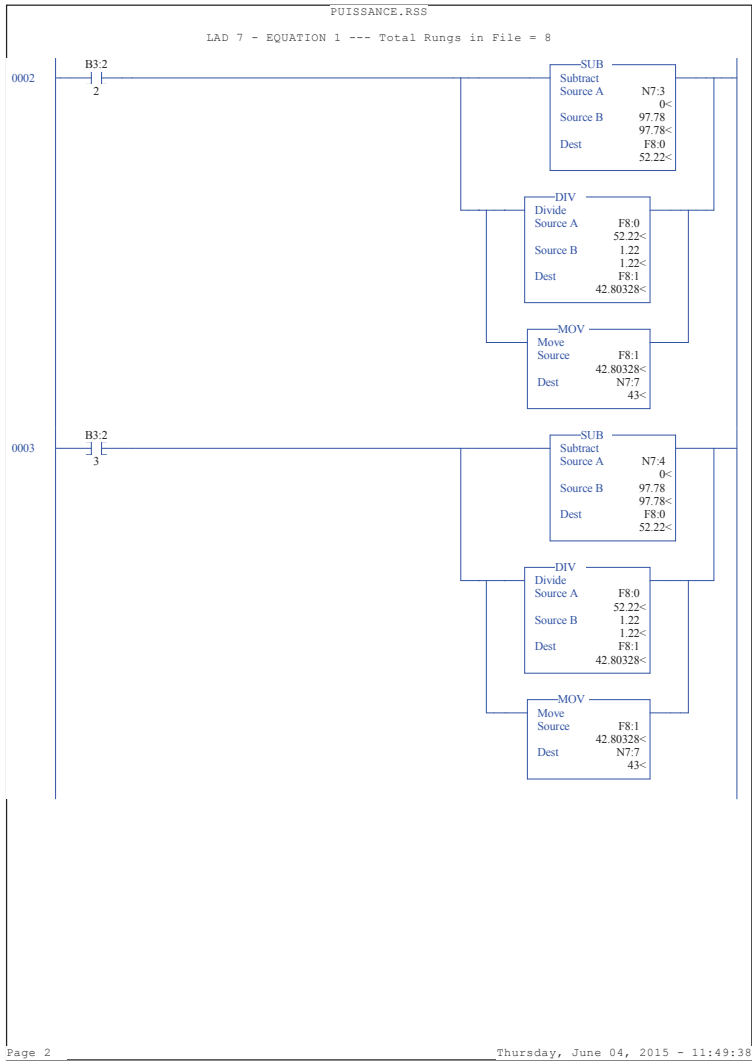 PUISSANCE.RSS
LAD 7 - EQUATION 1 --- Total Rungs in File = 8
0002
B3:2
2
SUB
Subtract
Source A N7:3
0<
Source B 97.78
97.78<
Dest F8:0
52.22<
DIV
Divide
Source A F8:0
52.22<
Source B 1.22
1.22<
Dest F8:1
42.80328<
MOV
Move
Source F8:1
42.80328<
Dest N7:7
43<
0003
B3:2
3
SUB
Subtract
Source A N7:4
0<
Source B 97.78
97.78<
Dest F8:0
52.22<
DIV
Divide
Source A F8:0
52.22<
Source B 1.22
1.22<
Dest F8:1
42.80328<
MOV
Move
Source F8:1
42.80328<
Dest N7:7
43<
Page 2 Thursday, June 04, 2015 - 11:49:38